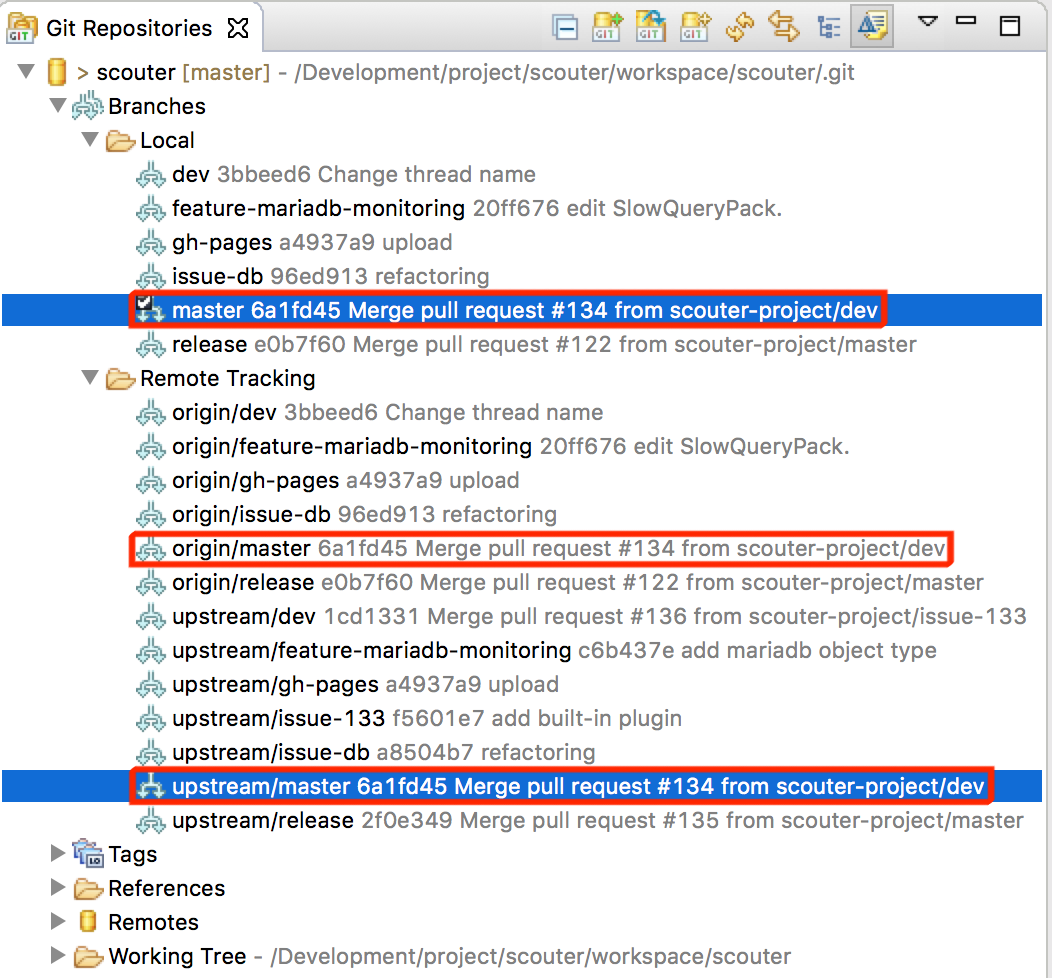 Git Repositories
> scouter [master] - /Development/project/scouter/workspace/scouter/.git
Branches
Local
dev 3bbeed6 Change thread name
feature-mariadb-monitoring 20ff676 edit SlowQueryPack.
gh-pages a4937a9 upload
issue-db 96ed913 refactoring
master 6a1fd45 Merge pull request #134 from scouter-project/dev
release e0b7f60 Merge pull request #122 from scouter-project/master
Remote Tracking
origin/dev 3bbeed6 Change thread name
origin/feature-mariadb-monitoring 20ff676 edit SlowQueryPack.
origin/gh-pages a4937a9 upload
origin/issue-db 96ed913 refactoring
origin/master 6a1fd45 Merge pull request #134 from scouter-project/dev
origin/release e0b7f60 Merge pull request #122 from scouter-project/master
upstream/dev 1cd1331 Merge pull request #136 from scouter-project/issue-133
upstream/feature-mariadb-monitoring c6b437e add mariadb object type
upstream/gh-pages a4937a9 upload
upstream/issue-133 f5601e7 add built-in plugin
upstream/issue-db a8504b7 refactoring
upstream/master 6a1fd45 Merge pull request #134 from scouter-project/dev
upstream/release 2f0e349 Merge pull request #135 from scouter-project/master
Tags
References
Remotes
Working Tree - /Development/project/scouter/workspace/scouter